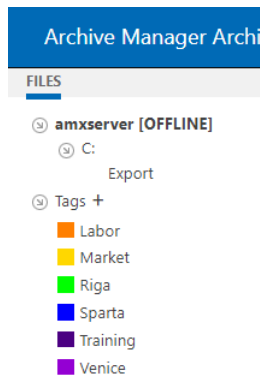 Archive Manager Archi
FILES
amxserver [OFFLINE]
C:
Export
Tags +
Labor
Market
Riga
Sparta
Training
Venice